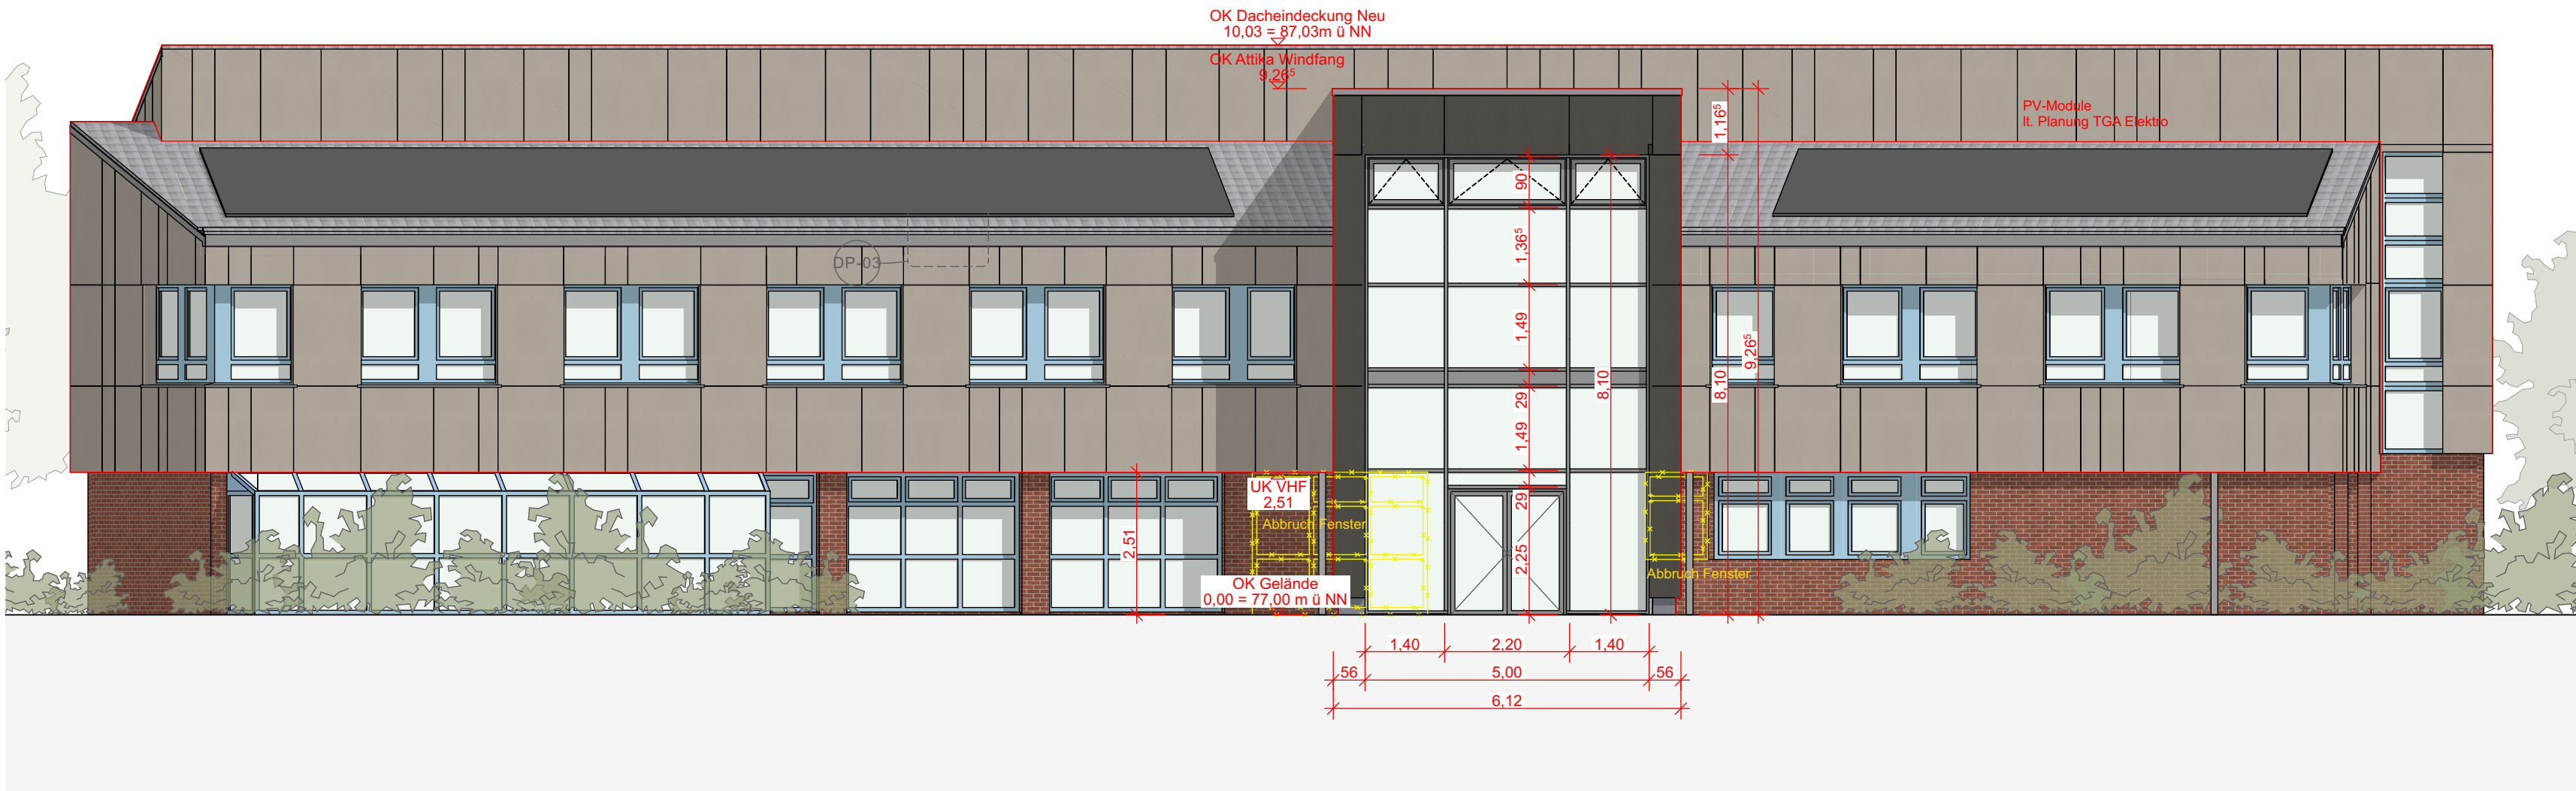 OK Dacheindeckung Neu
10,03 = 87,03m ü NN
OK Attika Windfang
9,26⁵
PV-Module
lt. Planung TGA Elektro
1,16⁵
90
1,36⁵
1,49
29
1,49
29
2,25
8,10
8,10
9,26⁵
DP-03
UK VHF
2,51
Abbruch Fenster
2,51
Abbruch Fenster
OK Gelände
0,00 = 77,00 m ü NN
1,40
2,20
1,40
56
5,00
56
6,12